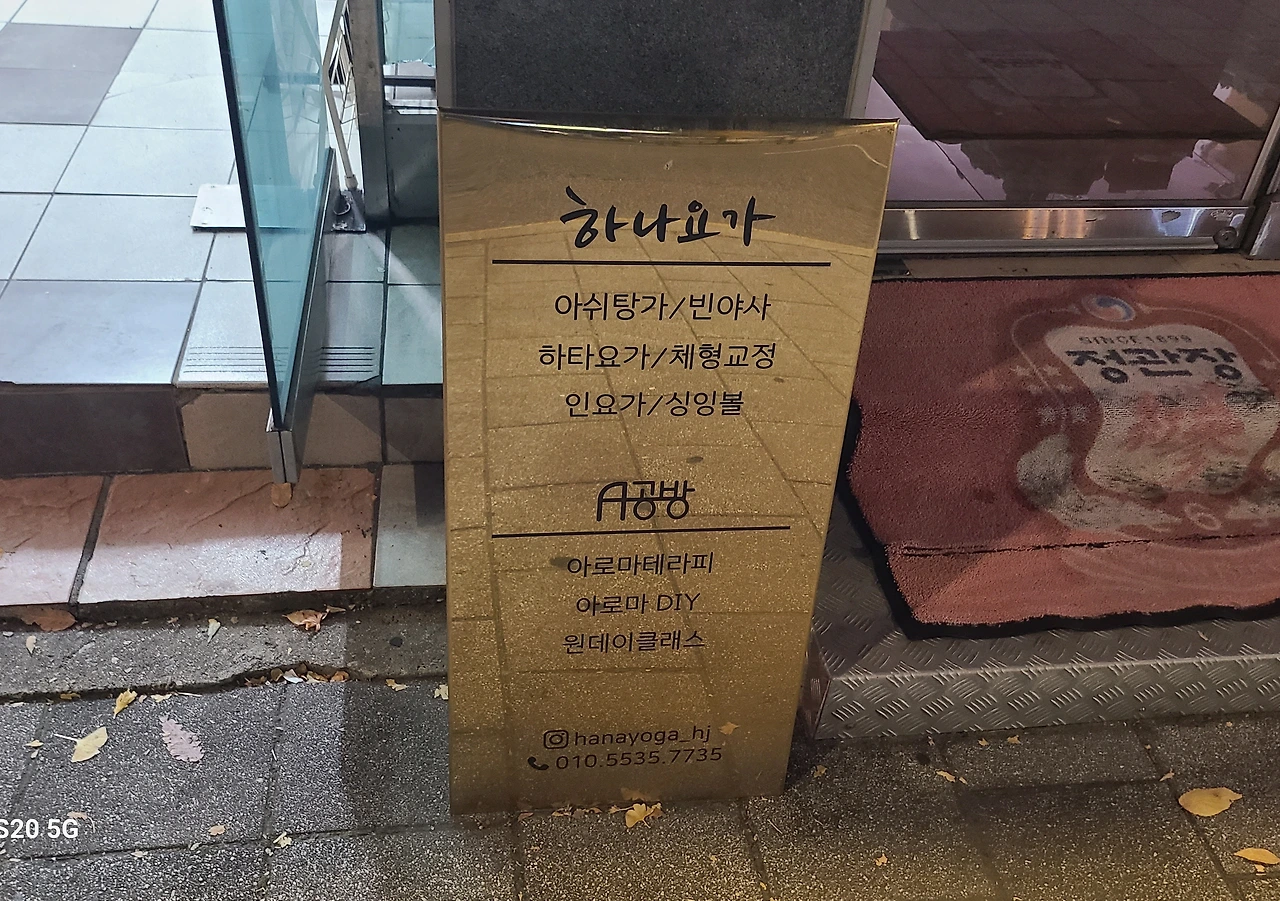 하나요가
아쉬탕가/빈야사
하타요가/체형교정
인요가/싱잉볼
A공방
아로마테라피
아로마 DIY
원데이클래스
hanayoga_hj
010.5535.7735
SINCE 1899
정관장
S20 5G